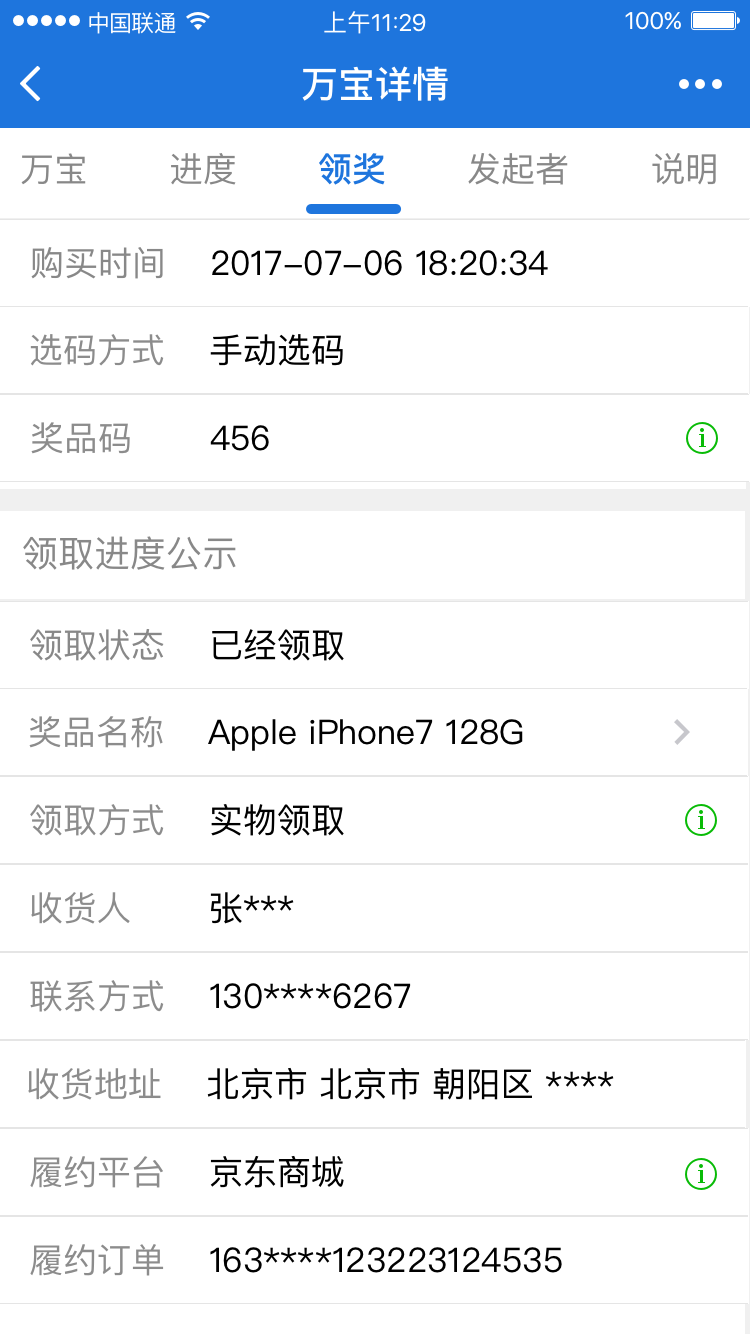 中国联通 上午11:29 100%
万宝详情
万宝 进度 领奖 发起者 说明
购买时间 2017-07-06 18:20:34
选码方式 手动选码
奖品码 456
领取进度公示
领取状态 已经领取
奖品名称 Apple iPhone7 128G
领取方式 实物领取
收货人 张***
联系方式 130****6267
收货地址 北京市 北京市 朝阳区 ****
履约平台 京东商城
履约订单 163****123223124535